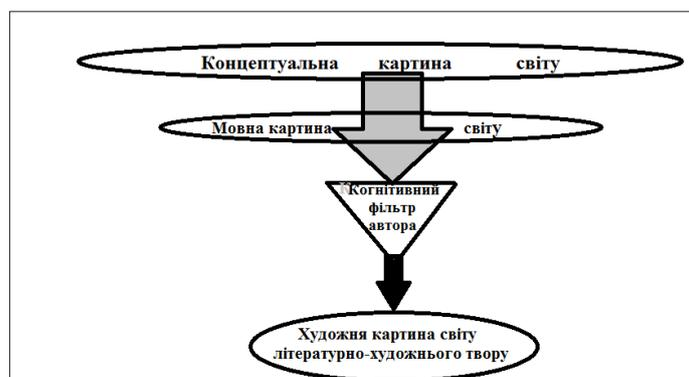 Концептуальна картина світу
Мовна картина світу
Когнітивний
фільтр
автора
Художня картина світу
літературно-художнього твору